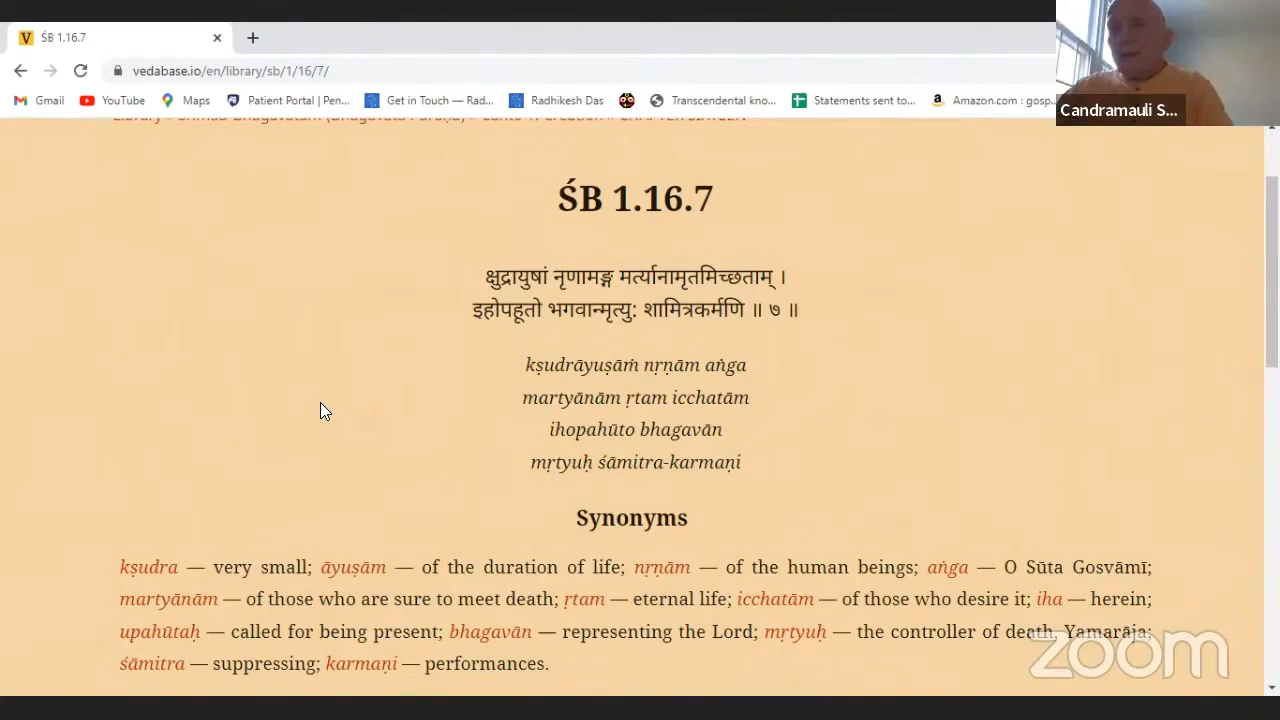 ŚB 1.16.7
vedabase.io/en/library/sb/1/16/7/
Gmail YouTube Maps Patient Portal | Pen... Get in Touch — Rad... Radhikesh Das Transcendental kno... Statements sent to... Amazon.com : gosp...
Candramauli S...
ŚB 1.16.7
क्षुद्रायुषां नृणामङ्ग मर्त्यानामृतमिच्छताम् ।
इहोपहूतो भगवान्मृत्यु: शामित्रकर्मणि ॥ ७ ॥
kṣudrāyuṣāṁ nṛṇām aṅga
martyānām ṛtam icchatām
ihopahūto bhagavān
mṛtyuḥ śāmitra-karmaṇi
Synonyms
kṣudra — very small; āyuṣām — of the duration of life; nṛṇām — of the human beings; aṅga — O Sūta Gosvāmī;
martyānām — of those who are sure to meet death; ṛtam — eternal life; icchatām — of those who desire it; iha — herein;
upahūtaḥ — called for being present; bhagavān — representing the Lord; mṛtyuḥ — the controller of death, Yamarāja;
śāmitra — suppressing; karmaṇi — performances.
zoom